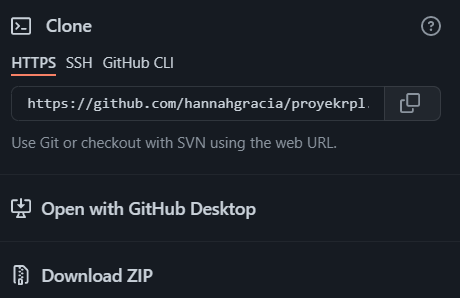 Clone
HTTPS SSH GitHub CLI
https://github.com/hannahgracia/proyekrpl.
Use Git or checkout with SVN using the web URL.
Open with GitHub Desktop
Download ZIP